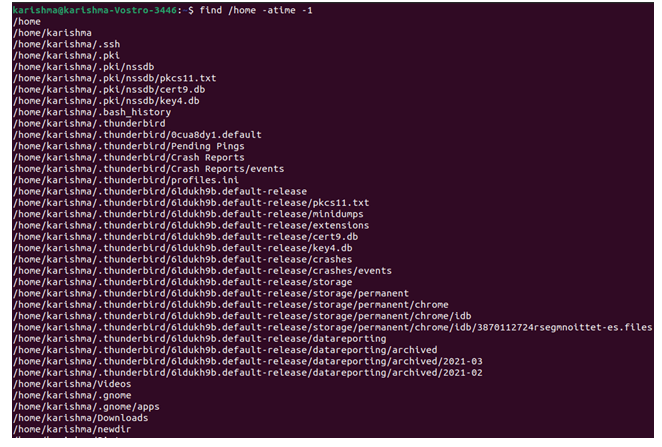 karishma@karishma-Vostro-3446:~$ find /home -atime -1
/home
/home/karishma
/home/karishma/.ssh
/home/karishma/.pki
/home/karishma/.pki/nssdb
/home/karishma/.pki/nssdb/pkcs11.txt
/home/karishma/.pki/nssdb/cert9.db
/home/karishma/.pki/nssdb/key4.db
/home/karishma/.bash_history
/home/karishma/.thunderbird
/home/karishma/.thunderbird/0cua8dy1.default
/home/karishma/.thunderbird/Pending Pings
/home/karishma/.thunderbird/Crash Reports
/home/karishma/.thunderbird/Crash Reports/events
/home/karishma/.thunderbird/profiles.ini
/home/karishma/.thunderbird/6ldukh9b.default-release
/home/karishma/.thunderbird/6ldukh9b.default-release/pkcs11.txt
/home/karishma/.thunderbird/6ldukh9b.default-release/minidumps
/home/karishma/.thunderbird/6ldukh9b.default-release/extensions
/home/karishma/.thunderbird/6ldukh9b.default-release/cert9.db
/home/karishma/.thunderbird/6ldukh9b.default-release/key4.db
/home/karishma/.thunderbird/6ldukh9b.default-release/crashes
/home/karishma/.thunderbird/6ldukh9b.default-release/crashes/events
/home/karishma/.thunderbird/6ldukh9b.default-release/storage
/home/karishma/.thunderbird/6ldukh9b.default-release/storage/permanent
/home/karishma/.thunderbird/6ldukh9b.default-release/storage/permanent/chrome
/home/karishma/.thunderbird/6ldukh9b.default-release/storage/permanent/chrome/idb
/home/karishma/.thunderbird/6ldukh9b.default-release/storage/permanent/chrome/idb/3870112724rsegmnoittet-es.files
/home/karishma/.thunderbird/6ldukh9b.default-release/datareporting
/home/karishma/.thunderbird/6ldukh9b.default-release/datareporting/archived
/home/karishma/.thunderbird/6ldukh9b.default-release/datareporting/archived/2021-03
/home/karishma/.thunderbird/6ldukh9b.default-release/datareporting/archived/2021-02
/home/karishma/Videos
/home/karishma/.gnome
/home/karishma/.gnome/apps
/home/karishma/Downloads
/home/karishma/newdir